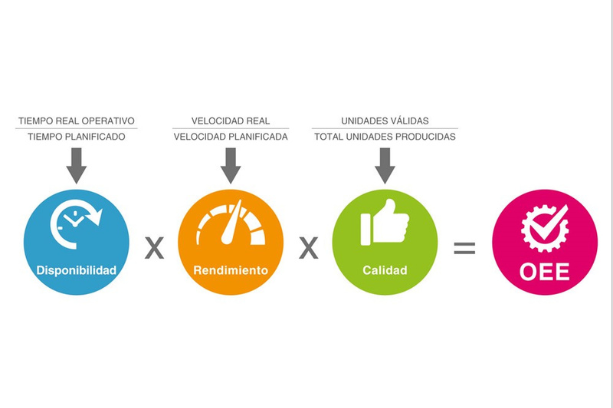 TIEMPO REAL OPERATIVO
TIEMPO PLANIFICADO
VELOCIDAD REAL
VELOCIDAD PLANIFICADA
UNIDADES VÁLIDAS
TOTAL UNIDADES PRODUCIDAS
Disponibilidad
X
Rendimiento
X
Calidad
=
OEE